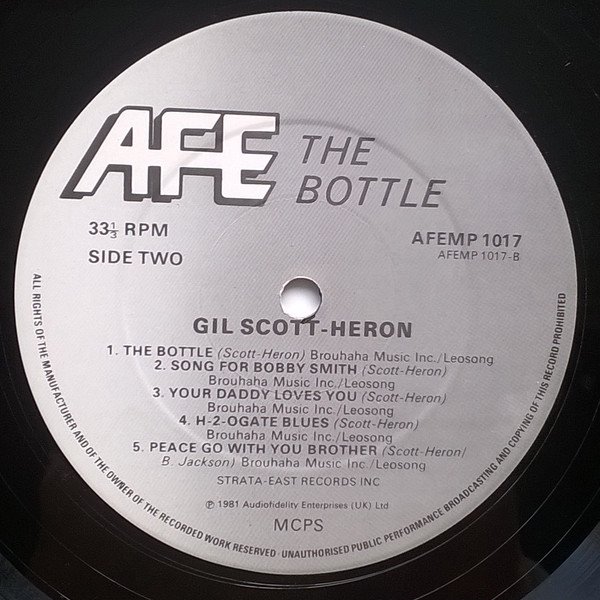 AFE
THE
BOTTLE
33⅓ RPM
SIDE TWO
AFEMP 1017
AFEMP 1017-B
GIL SCOTT-HERON
1. THE BOTTLE (Scott-Heron) Brouhaha Music Inc./Leosong
2. SONG FOR BOBBY SMITH (Scott-Heron)
Brouhaha Music Inc./Leosong
3. YOUR DADDY LOVES YOU (Scott-Heron)
Brouhaha Music Inc./Leosong
4. H-2-OGATE BLUES (Scott-Heron)
Brouhaha Music Inc./Leosong
5. PEACE GO WITH YOU BROTHER (Scott-Heron/
B. Jackson) Brouhaha Music Inc./Leosong
STRATA-EAST RECORDS INC
℗ 1981 Audiofidelity Enterprises (UK) Ltd
MCPS
ALL RIGHTS OF THE MANUFACTURER AND OF THE OWNER OF THE RECORDED WORK RESERVED · UNAUTHORISED PUBLIC PERFORMANCE BROADCASTING AND COPYING OF THIS RECORD PROHIBITED